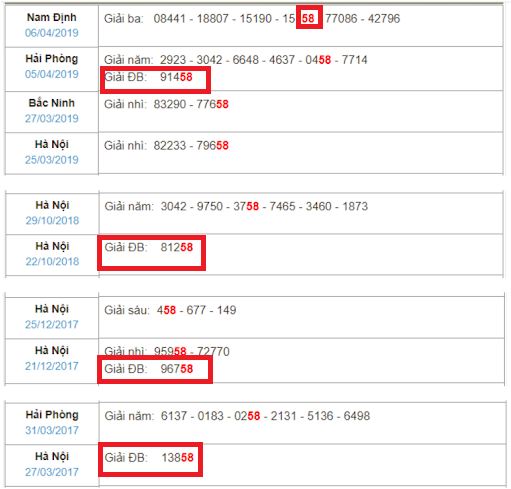 Nam Định Giải ba: 08441 - 18807 - 15190 - 15 58 77086 - 42796
06/04/2019
Hải Phòng Giải năm: 2923 - 3042 - 6648 - 4637 - 0458 - 7714
05/04/2019 Giải ĐB: 91458
Bắc Ninh Giải nhì: 83290 - 77658
27/03/2019
Hà Nội Giải nhì: 82233 - 79658
25/03/2019
Hà Nội Giải năm: 3042 - 9750 - 3758 - 7465 - 3460 - 1873
29/10/2018
Hà Nội Giải ĐB: 81258
22/10/2018
Hà Nội Giải sáu: 458 - 677 - 149
25/12/2017
Hà Nội Giải nhì: 95958 - 72770
21/12/2017 Giải ĐB: 96758
Hải Phòng Giải năm: 6137 - 0183 - 0258 - 2131 - 5136 - 6498
31/03/2017
Hà Nội Giải ĐB: 13858
27/03/2017